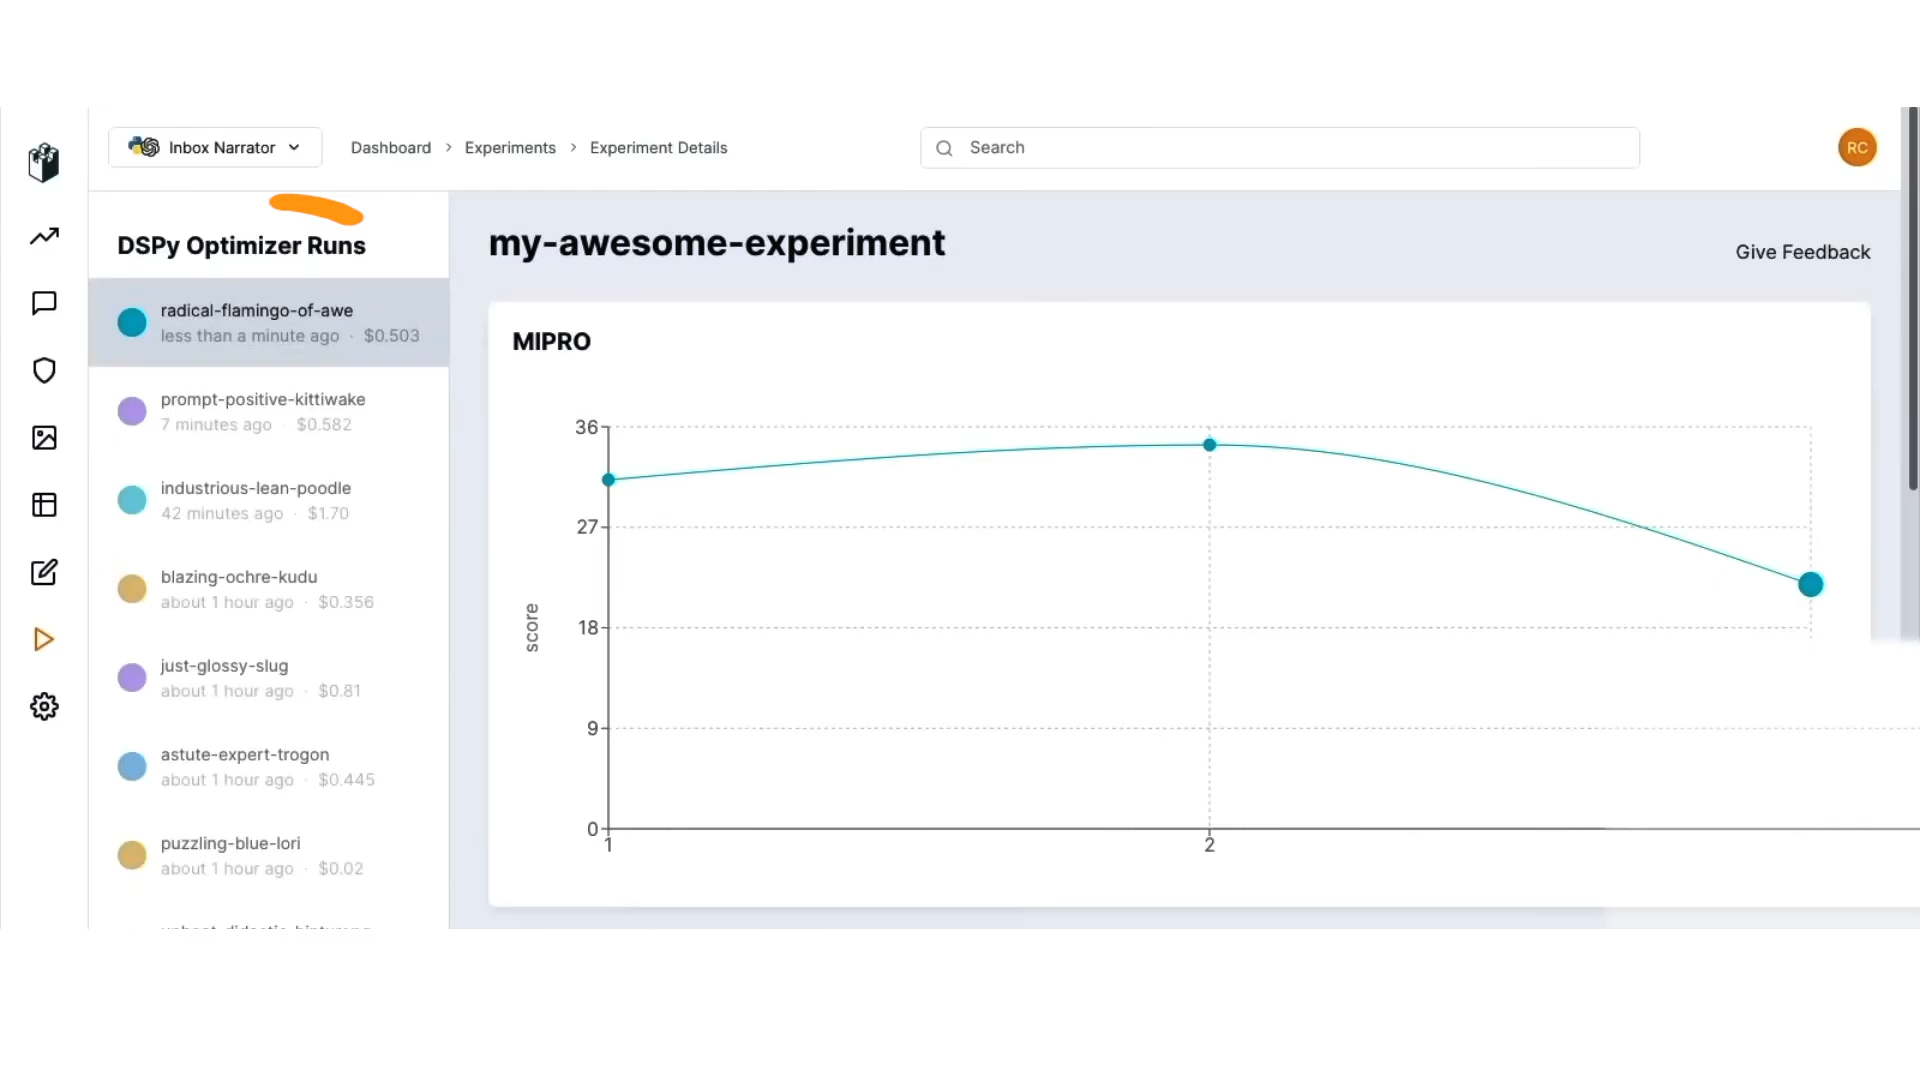 Inbox Narrator
Dashboard > Experiments > Experiment Details
Search
RC
DSPy Optimizer Runs
radical-flamingo-of-awe
less than a minute ago · $0.503
prompt-positive-kittiwake
7 minutes ago · $0.582
industrious-lean-poodle
42 minutes ago · $1.70
blazing-ochre-kudu
about 1 hour ago · $0.356
just-glossy-slug
about 1 hour ago · $0.81
astute-expert-trogon
about 1 hour ago · $0.445
puzzling-blue-lori
about 1 hour ago · $0.02
my-awesome-experiment
Give Feedback
MIPRO
36
27
18
9
0
score
1
2